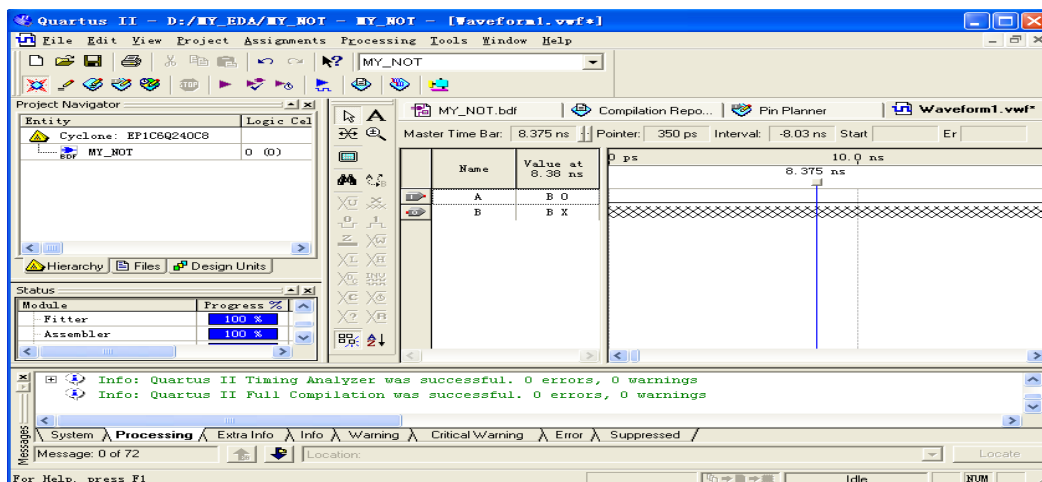 Quartus II - D:/MY_EDA/MY_NOT - MY_NOT - [Waveform1.vwf*]
File Edit View Project Assignments Processing Tools Window Help
MY_NOT
Project Navigator
Entity Logic Cel
Cyclone: EP1C6Q240C8
BDF MY_NOT 0 (0)
Hierarchy Files Design Units
Status
Module Progress %
Fitter 100 %
Assembler 100 %
MY_NOT.bdf Compilation Repo... Pin Planner Waveform1.vwf*
Master Time Bar: 8.375 ns Pointer: 350 ps Interval: -8.03 ns Start Er
Name Value at 8.38 ns
0 ps 10.0 ns
8.375 ns
A B 0
B B X
Info: Quartus II Timing Analyzer was successful. 0 errors, 0 warnings
Info: Quartus II Full Compilation was successful. 0 errors, 0 warnings
System Processing Extra Info Info Warning Critical Warning Error Suppressed
Messages
Message: 0 of 72 Location: Locate
For Help, press F1 Idle NUM